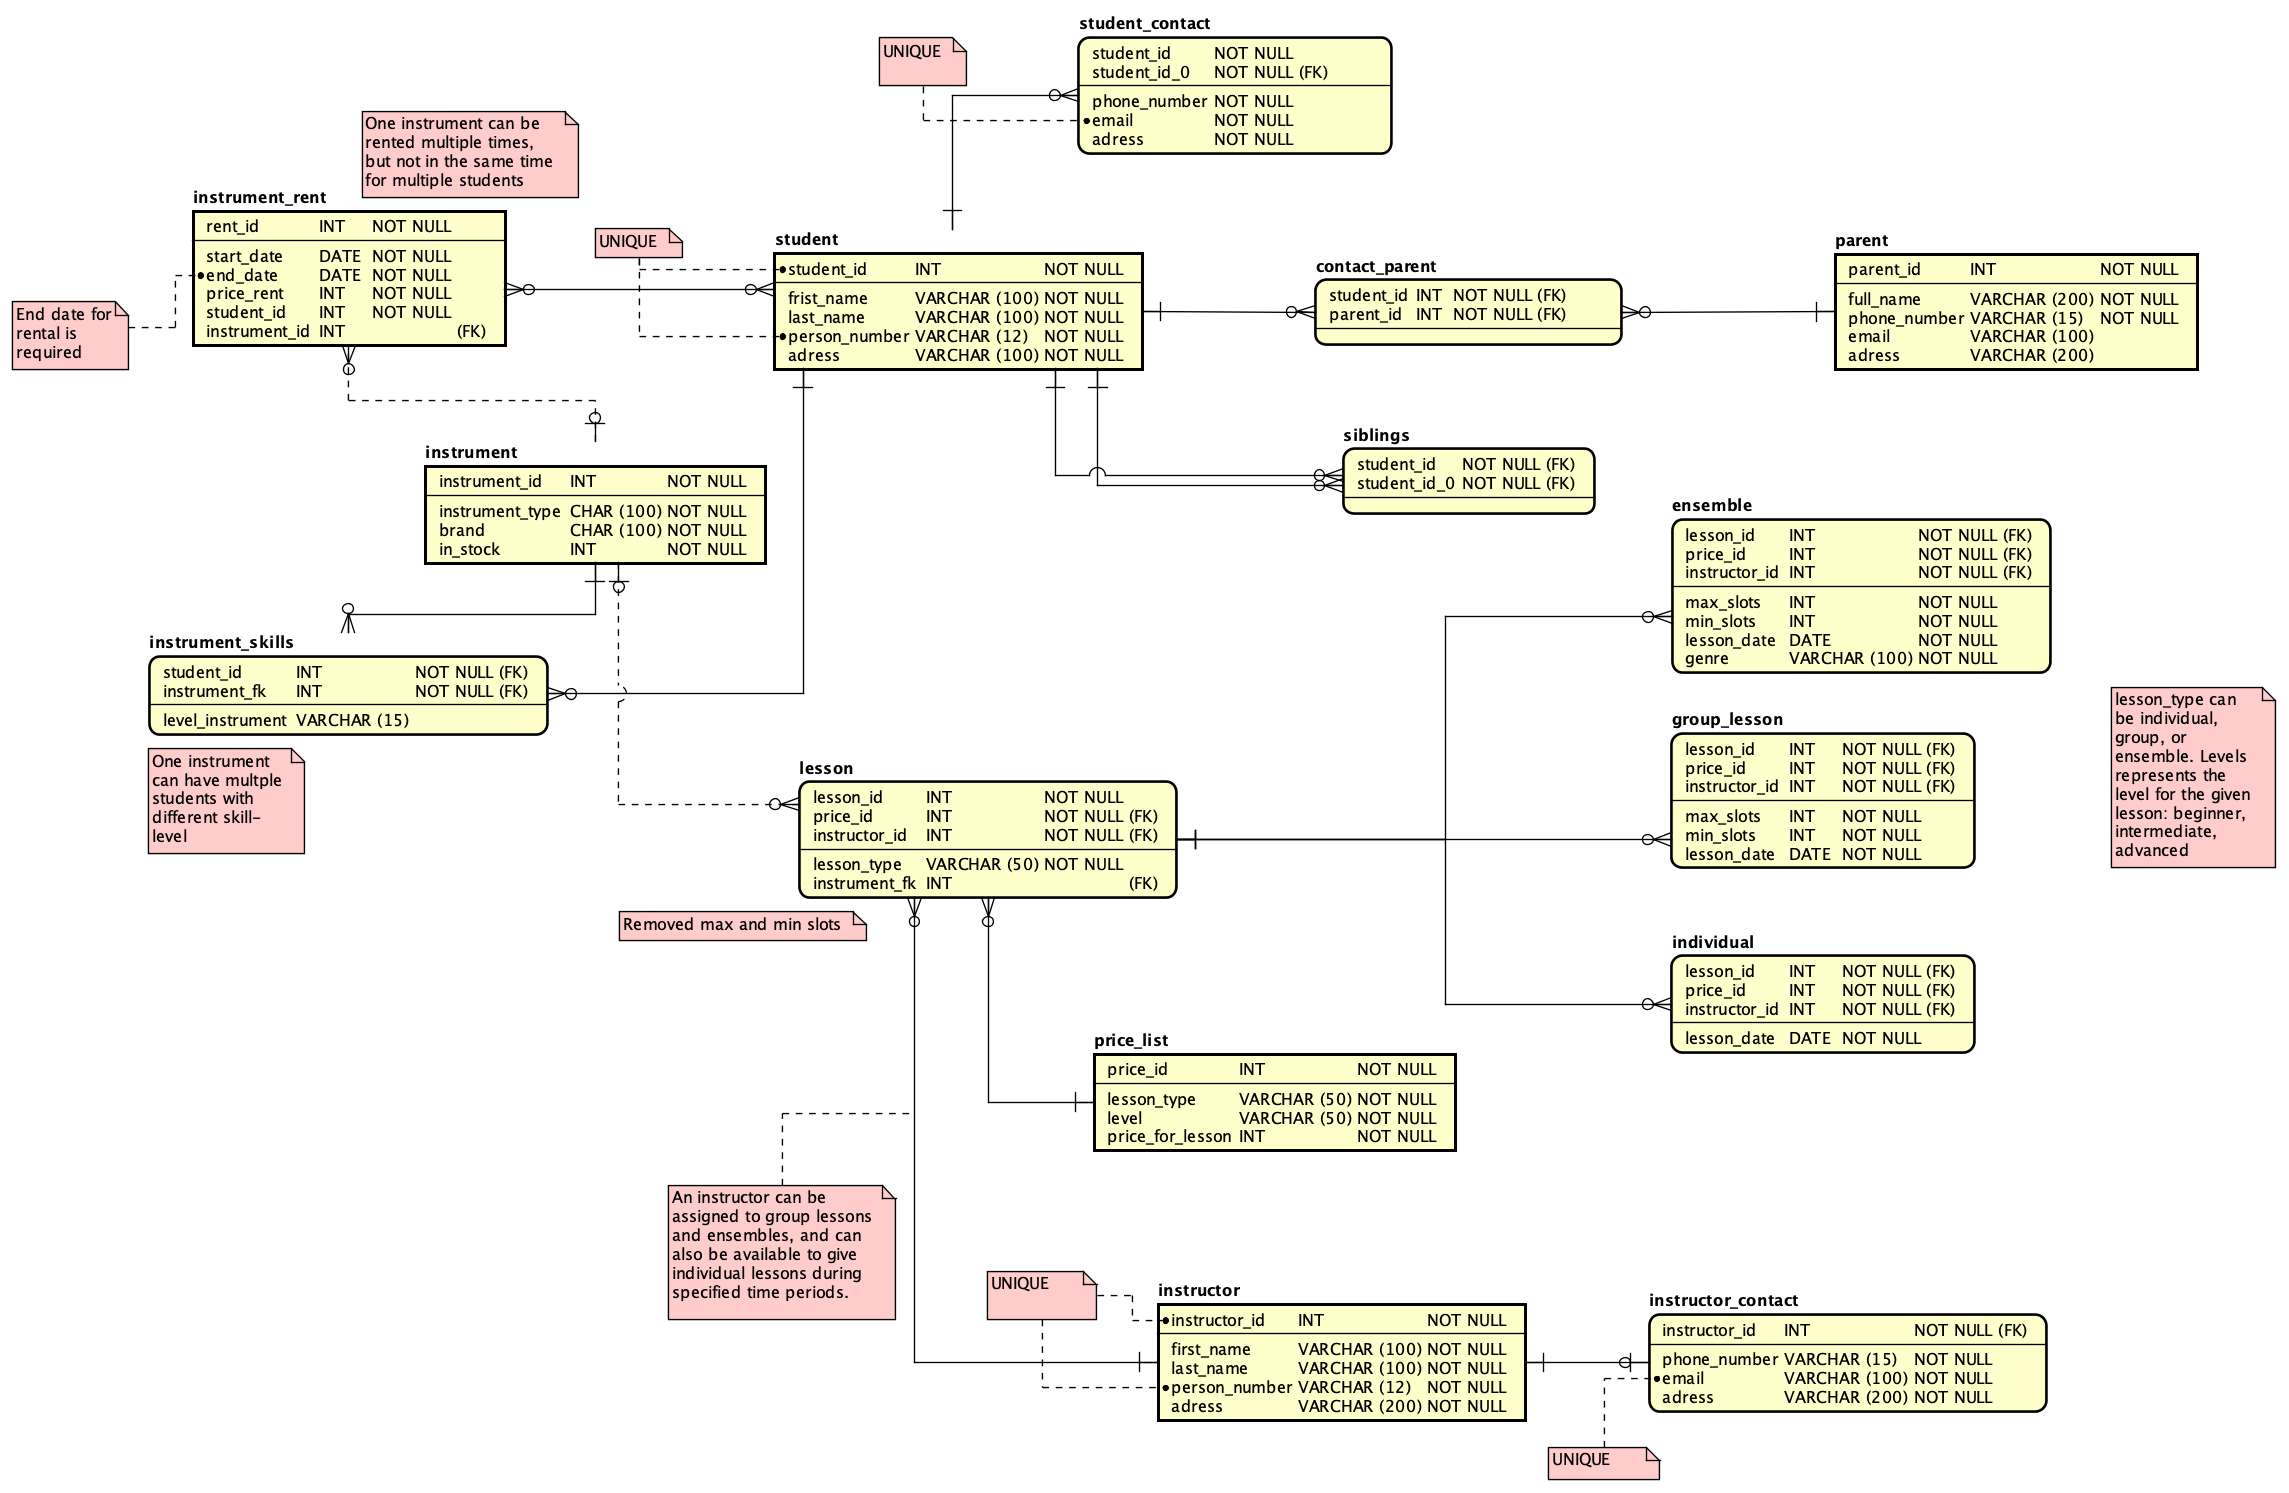 student_contact
student_id NOT NULL
student_id_0 NOT NULL (FK)
phone_number NOT NULL
email NOT NULL
adress NOT NULL
UNIQUE
One instrument can be
rented multiple times,
but not in the same time
for multiple students
instrument_rent
rent_id INT NOT NULL
start_date DATE NOT NULL
end_date DATE NOT NULL
price_rent INT NOT NULL
student_id INT NOT NULL
instrument_id INT (FK)
End date for
rental is
required
UNIQUE
student
student_id INT NOT NULL
frist_name VARCHAR (100) NOT NULL
last_name VARCHAR (100) NOT NULL
person_number VARCHAR (12) NOT NULL
adress VARCHAR (100) NOT NULL
contact_parent
student_id INT NOT NULL (FK)
parent_id INT NOT NULL (FK)
parent
parent_id INT NOT NULL
full_name VARCHAR (200) NOT NULL
phone_number VARCHAR (15) NOT NULL
email VARCHAR (100)
adress VARCHAR (200)
siblings
student_id NOT NULL (FK)
student_id_0 NOT NULL (FK)
instrument
instrument_id INT NOT NULL
instrument_type CHAR (100) NOT NULL
brand CHAR (100) NOT NULL
in_stock INT NOT NULL
ensemble
lesson_id INT NOT NULL (FK)
price_id INT NOT NULL (FK)
instructor_id INT NOT NULL (FK)
max_slots INT NOT NULL
min_slots INT NOT NULL
lesson_date DATE NOT NULL
genre VARCHAR (100) NOT NULL
instrument_skills
student_id INT NOT NULL (FK)
instrument_fk INT NOT NULL (FK)
level_instrument VARCHAR (15)
One instrument
can have multple
students with
different skill-
level
group_lesson
lesson_id INT NOT NULL (FK)
price_id INT NOT NULL (FK)
instructor_id INT NOT NULL (FK)
max_slots INT NOT NULL
min_slots INT NOT NULL
lesson_date DATE NOT NULL
lesson_type can
be individual,
group, or
ensemble. Levels
represents the
level for the given
lesson: beginner,
intermediate,
advanced
lesson
lesson_id INT NOT NULL
price_id INT NOT NULL (FK)
instructor_id INT NOT NULL (FK)
lesson_type VARCHAR (50) NOT NULL
instrument_fk INT (FK)
Removed max and min slots
individual
lesson_id INT NOT NULL (FK)
price_id INT NOT NULL (FK)
instructor_id INT NOT NULL (FK)
lesson_date DATE NOT NULL
price_list
price_id INT NOT NULL
lesson_type VARCHAR (50) NOT NULL
level VARCHAR (50) NOT NULL
price_for_lesson INT NOT NULL
An instructor can be
assigned to group lessons
and ensembles, and can
also be available to give
individual lessons during
specified time periods.
UNIQUE
instructor
instructor_id INT NOT NULL
first_name VARCHAR (100) NOT NULL
last_name VARCHAR (100) NOT NULL
person_number VARCHAR (12) NOT NULL
adress VARCHAR (200) NOT NULL
instructor_contact
instructor_id INT NOT NULL (FK)
phone_number VARCHAR (15) NOT NULL
email VARCHAR (100) NOT NULL
adress VARCHAR (200) NOT NULL
UNIQUE